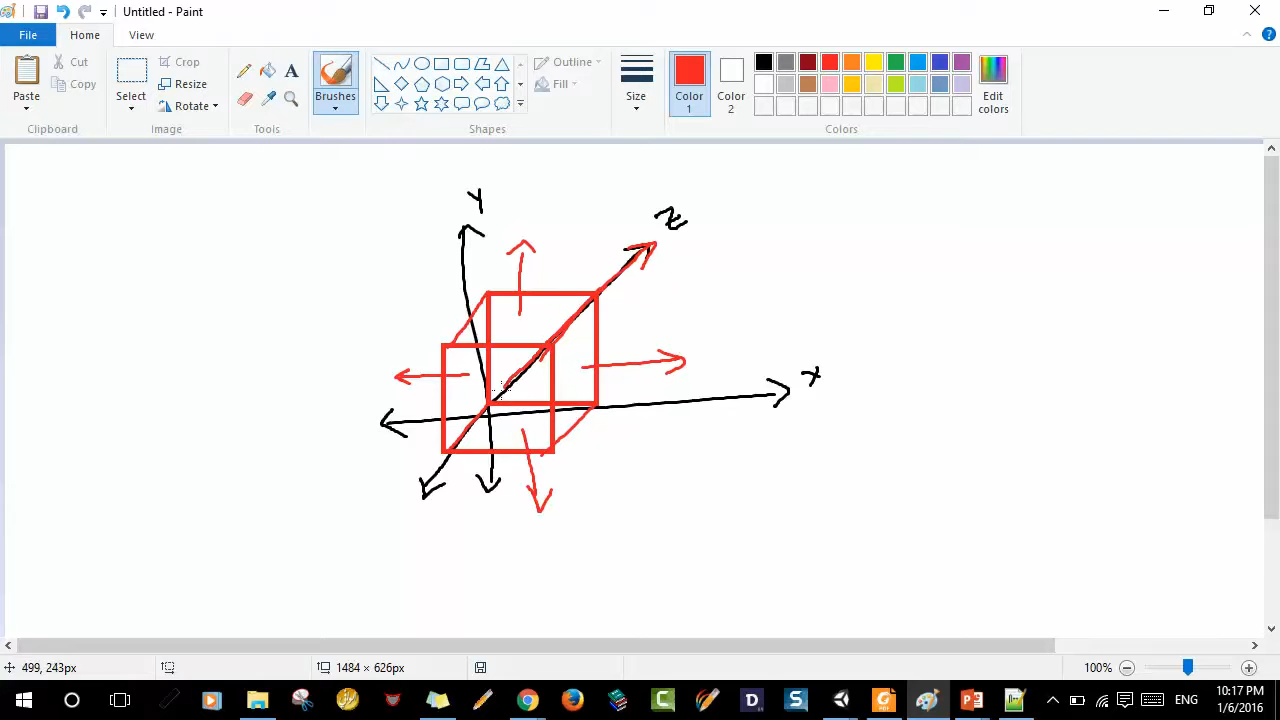 Untitled - Paint
File Home View
Cut Crop Outline
Paste Copy Select Resize Brushes Fill Size Color Color Edit
Rotate 1 2 colors
Clipboard Image Tools Shapes Colors
Y
Z
X
499, 243px 1484 × 626px 100%
ENG 10:17 PM
1/6/2016